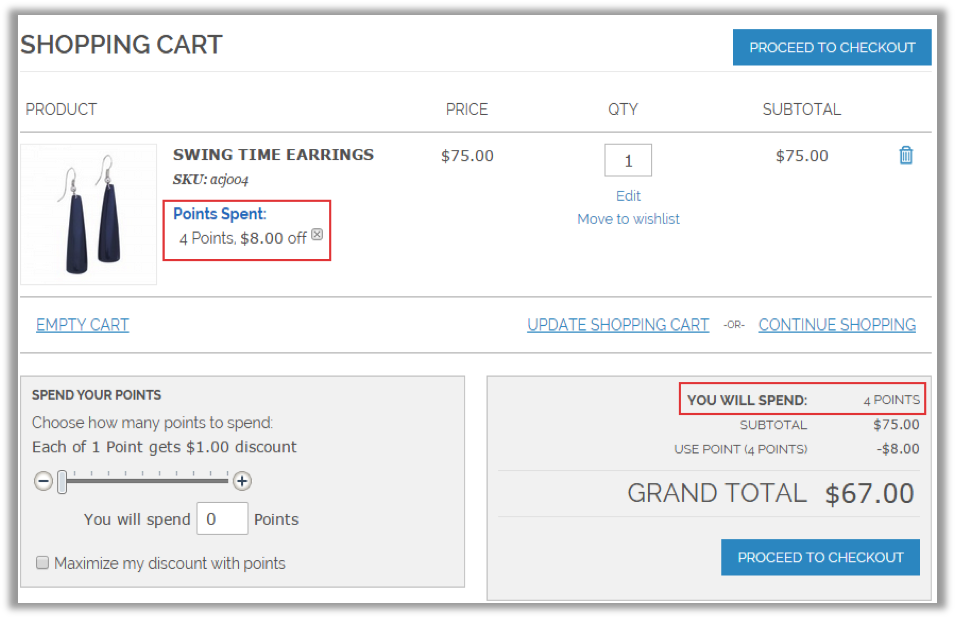 SHOPPING CART
PROCEED TO CHECKOUT
PRODUCT PRICE QTY SUBTOTAL
SWING TIME EARRINGS $75.00 1 $75.00
SKU: acj004
Edit
Points Spent:
Move to wishlist
4 Points, $8.00 off
EMPTY CART UPDATE SHOPPING CART -OR- CONTINUE SHOPPING
SPEND YOUR POINTS
Choose how many points to spend:
Each of 1 Point gets $1.00 discount
You will spend 0 Points
Maximize my discount with points
YOU WILL SPEND: 4 POINTS
SUBTOTAL $75.00
USE POINT (4 POINTS) -$8.00
GRAND TOTAL $67.00
PROCEED TO CHECKOUT